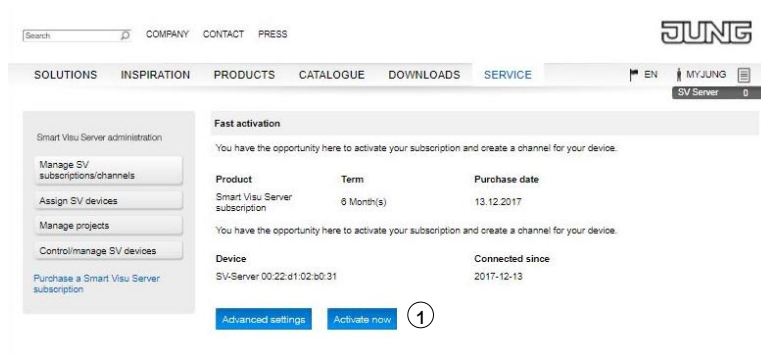 Search COMPANY CONTACT PRESS
JUNG
SOLUTIONS INSPIRATION PRODUCTS CATALOGUE DOWNLOADS SERVICE EN MYJUNG
SV Server 0
Smart Visu Server administration
Manage SV
subscriptions/channels
Assign SV devices
Manage projects
Control/manage SV devices
Purchase a Smart Visu Server
subscription
Fast activation
You have the opportunity here to activate your subscription and create a channel for your device.
Product Term Purchase date
Smart Visu Server
subscription 6 Month(s) 13.12.2017
You have the opportunity here to activate your subscription and create a channel for your device.
Device Connected since
SV-Server 00:22:d1:02:b0:31 2017-12-13
Advanced settings Activate now 1